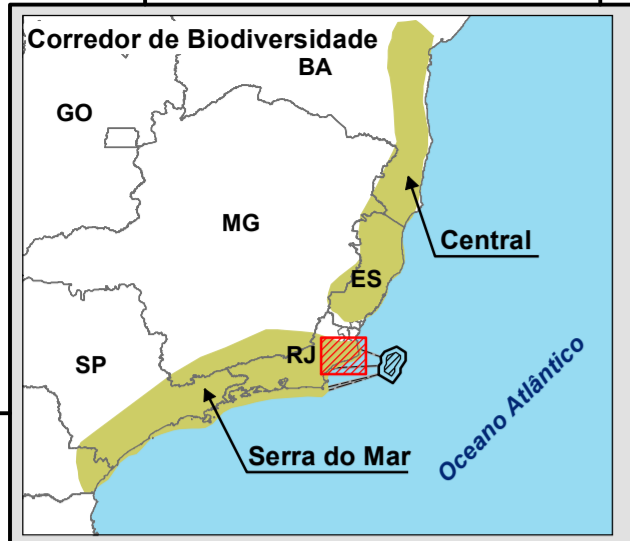 Corredor de Biodiversidade
BA
GO
MG
Central
ES
SP
RJ
Oceano Atlântico
Serra do Mar